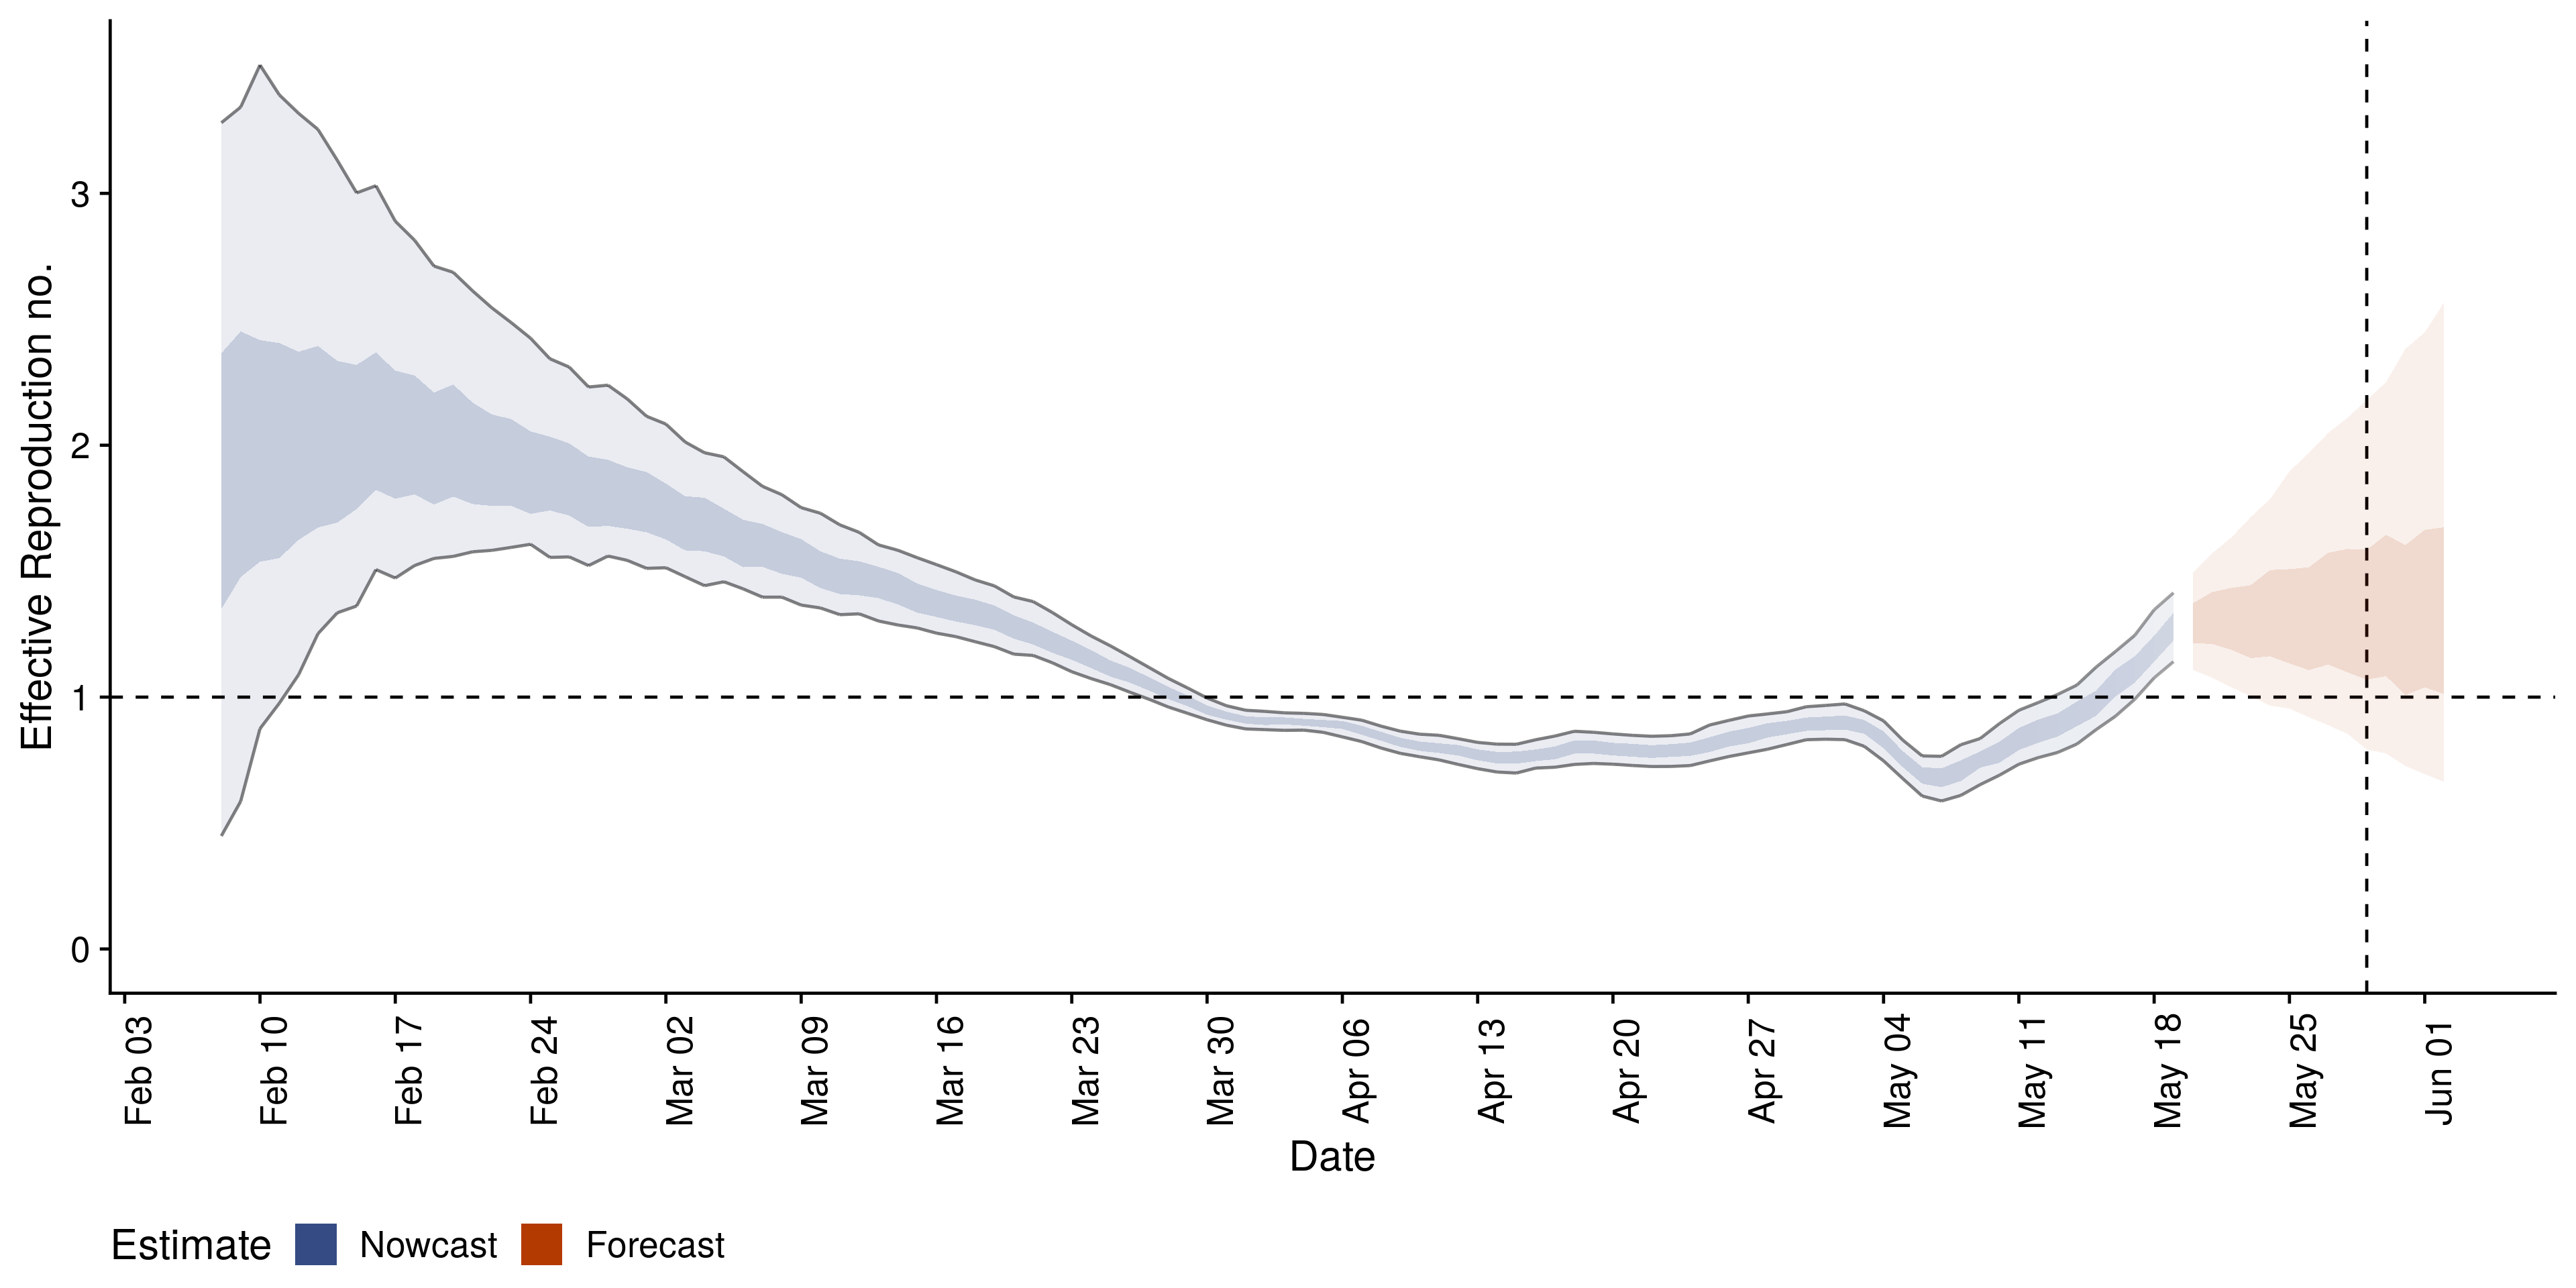 Effective Reproduction no.
3
2
1
0
Feb 03
Feb 10
Feb 17
Feb 24
Mar 02
Mar 09
Mar 16
Mar 23
Mar 30
Apr 06
Apr 13
Apr 20
Apr 27
May 04
May 11
May 18
May 25
Jun 01
Date
Estimate Nowcast Forecast